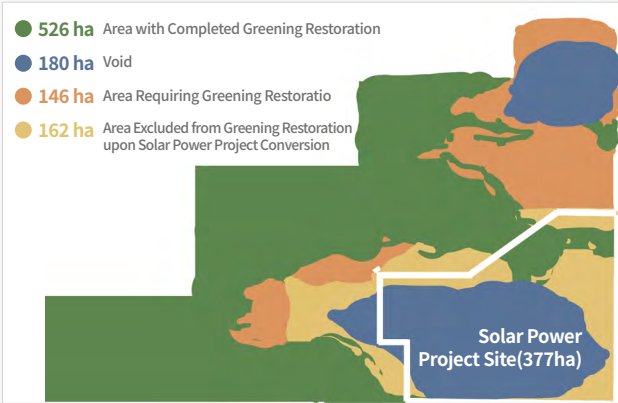 526 ha Area with Completed Greening Restoration
180 ha Void
146 ha Area Requiring Greening Restoratio
162 ha Area Excluded from Greening Restoration
upon Solar Power Project Conversion
Solar Power
Project Site(377ha)